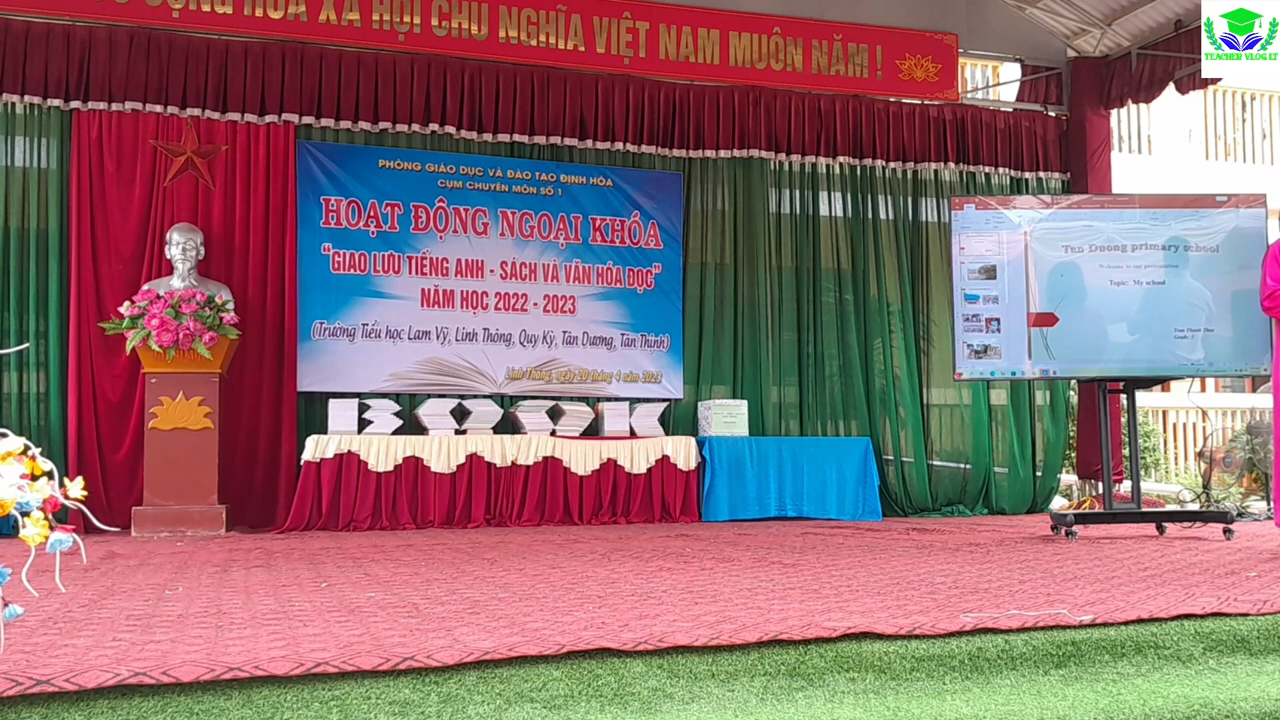 CỘNG HÒA XÃ HỘI CHỦ NGHĨA VIỆT NAM MUÔN NĂM !
TEACHER VLOG LT
PHÒNG GIÁO DỤC VÀ ĐÀO TẠO ĐỊNH HÓA
CỤM CHUYÊN MÔN SỐ 1
HOẠT ĐỘNG NGOẠI KHÓA
"GIAO LƯU TIẾNG ANH - SÁCH VÀ VĂN HÓA ĐỌC"
NĂM HỌC 2022 - 2023
(Trường Tiểu học Lam Vỹ, Linh Thông, Quy Kỳ, Tân Dương, Tân Thịnh)
Linh Thông, ngày 20 tháng 4 năm 2023
Tan Duong primary school
Welcome to our presentation
Topic: My school
Tran Thanh Thao
Grade: 5
BOOK